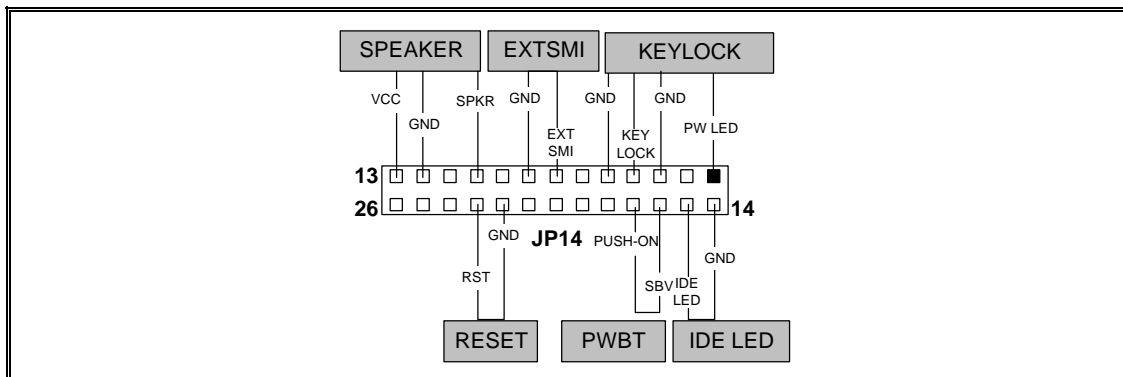 SPEAKER EXTSMI KEYLOCK
VCC SPKR GND GND GND
GND EXT SMI KEY LOCK PW LED
13
26 14
JP14
GND PUSH-ON GND
RST SBV IDE LED
RESET PWBT IDE LED